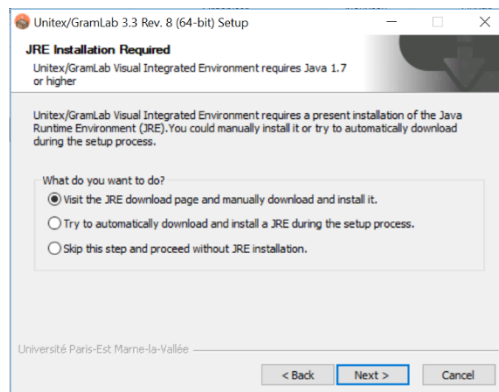 Unitex/GramLab 3.3 Rev. 8 (64-bit) Setup
JRE Installation Required
Unitex/GramLab Visual Integrated Environment requires Java 1.7
or higher
Unitex/GramLab Visual Integrated Environment requires a present installation of the Java
Runtime Environment (JRE).You could manually install it or try to automatically download
during the setup process.
What do you want to do?
Visit the JRE download page and manually download and install it.
Try to automatically download and install a JRE during the setup process.
Skip this step and proceed without JRE installation.
Université Paris-Est Marne-la-Vallée
< Back Next > Cancel